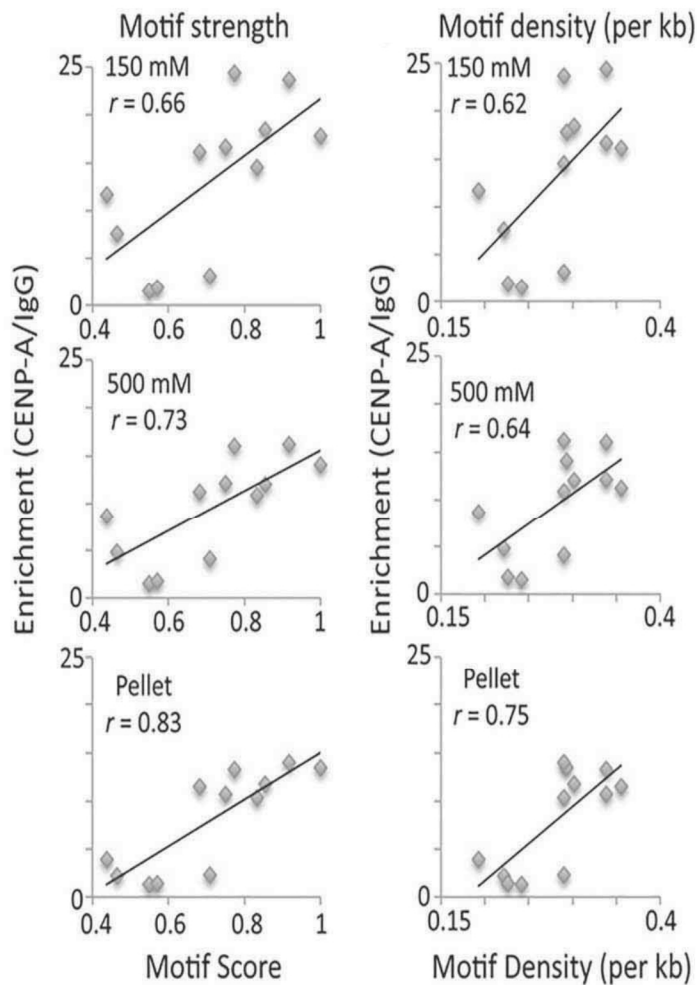 Motif strength
25
150 mM
r = 0.66
0
0.4 0.6 0.8 1
25
500 mM
r = 0.73
0
0.4 0.6 0.8 1
25
Pellet
r = 0.83
0
0.4 0.6 0.8 1
Motif Score
Enrichment (CENP-A/IgG)
Motif density (per kb)
25
150 mM
r = 0.62
0
0.15 0.4
25
500 mM
r = 0.64
0
0.15 0.4
25
Pellet
r = 0.75
0
0.15 0.4
Motif Density (per kb)
Enrichment (CENP-A/IgG)